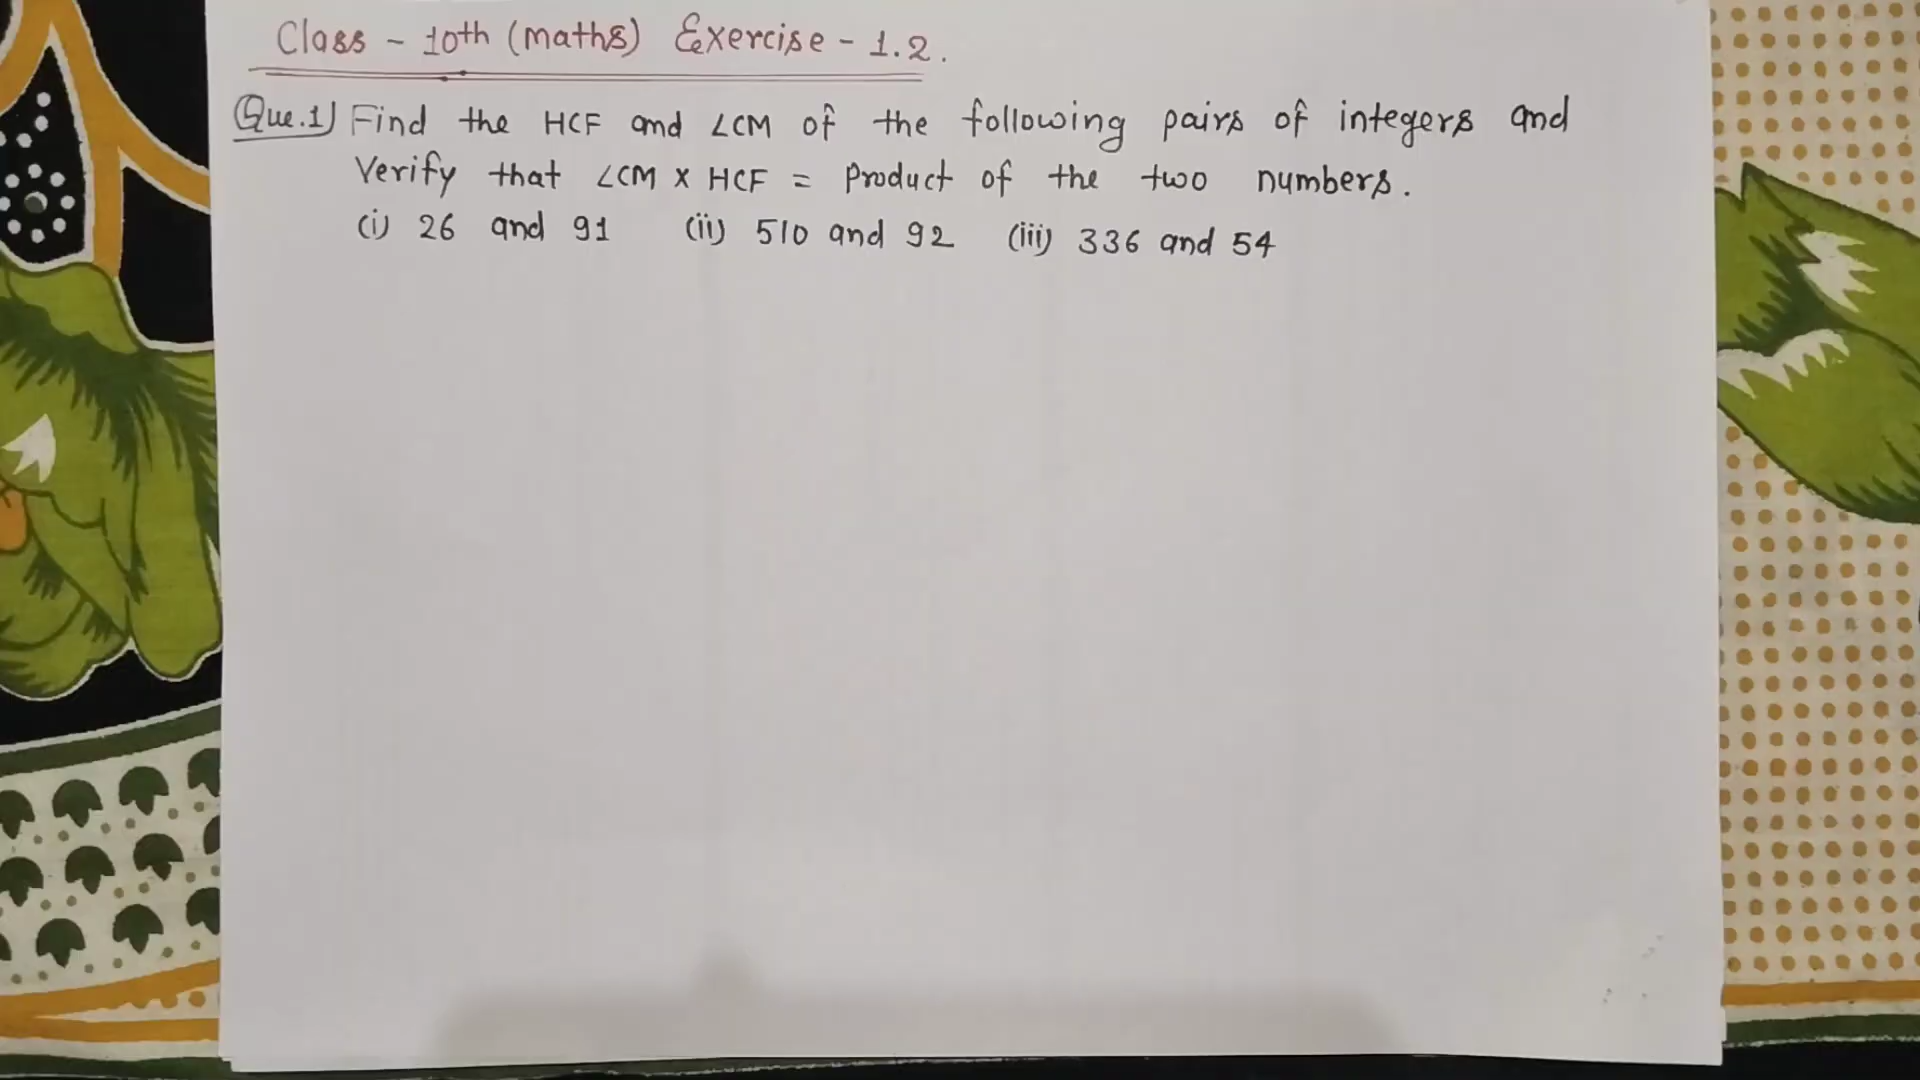 Class - 10th (maths) Exercise - 1.2.
Que.1) Find the HCF and LCM of the following pairs of integers and
Verify that LCM x HCF = Product of the two numbers.
(i) 26 and 91 (ii) 510 and 92 (iii) 336 and 54